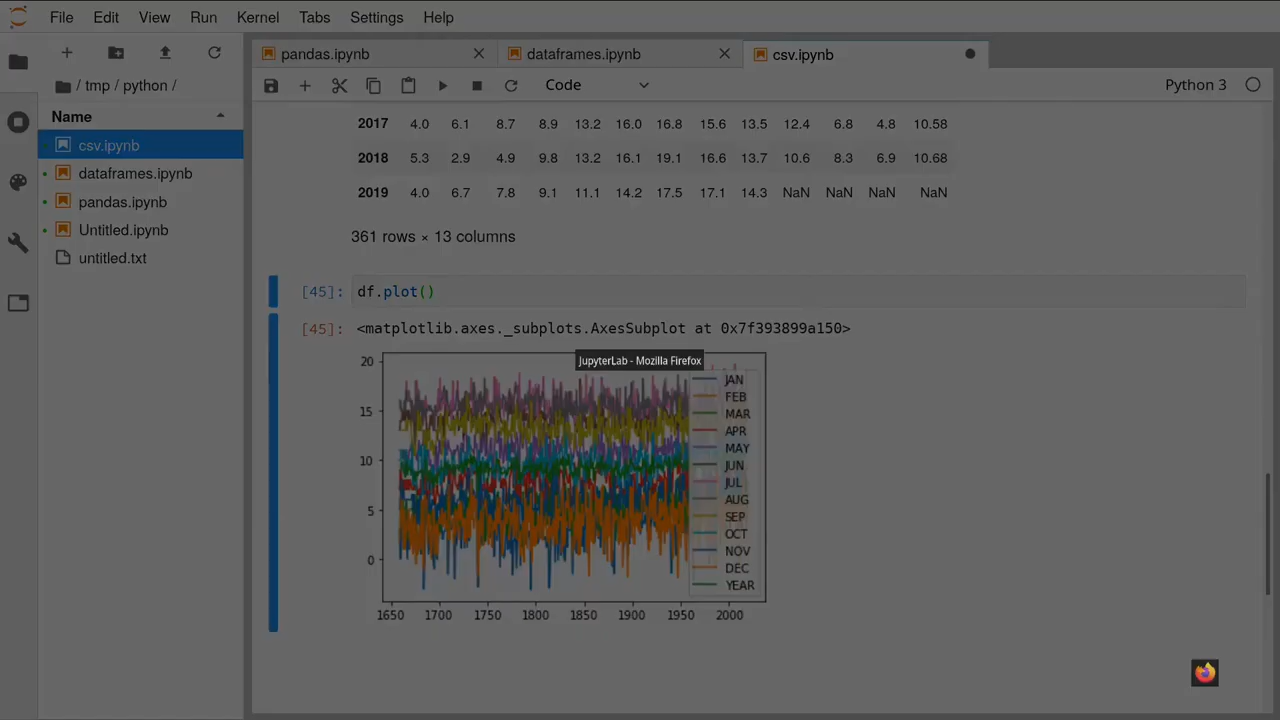 File Edit View Run Kernel Tabs Settings Help
pandas.ipynb dataframes.ipynb csv.ipynb
/ tmp / python /
Code Python 3
Name
csv.ipynb
dataframes.ipynb
pandas.ipynb
Untitled.ipynb
untitled.txt
2017 4.0 6.1 8.7 8.9 13.2 16.0 16.8 15.6 13.5 12.4 6.8 4.8 10.58
2018 5.3 2.9 4.9 9.8 13.2 16.1 19.1 16.6 13.7 10.6 8.3 6.9 10.68
2019 4.0 6.7 7.8 9.1 11.1 14.2 17.5 17.1 14.3 NaN NaN NaN NaN
361 rows × 13 columns
[45]: df.plot()
[45]: <matplotlib.axes._subplots.AxesSubplot at 0x7f393899a150>
JupyterLab - Mozilla Firefox
20
15
10
5
0
JAN
FEB
MAR
APR
MAY
JUN
JUL
AUG
SEP
OCT
NOV
DEC
YEAR
1650 1700 1750 1800 1850 1900 1950 2000